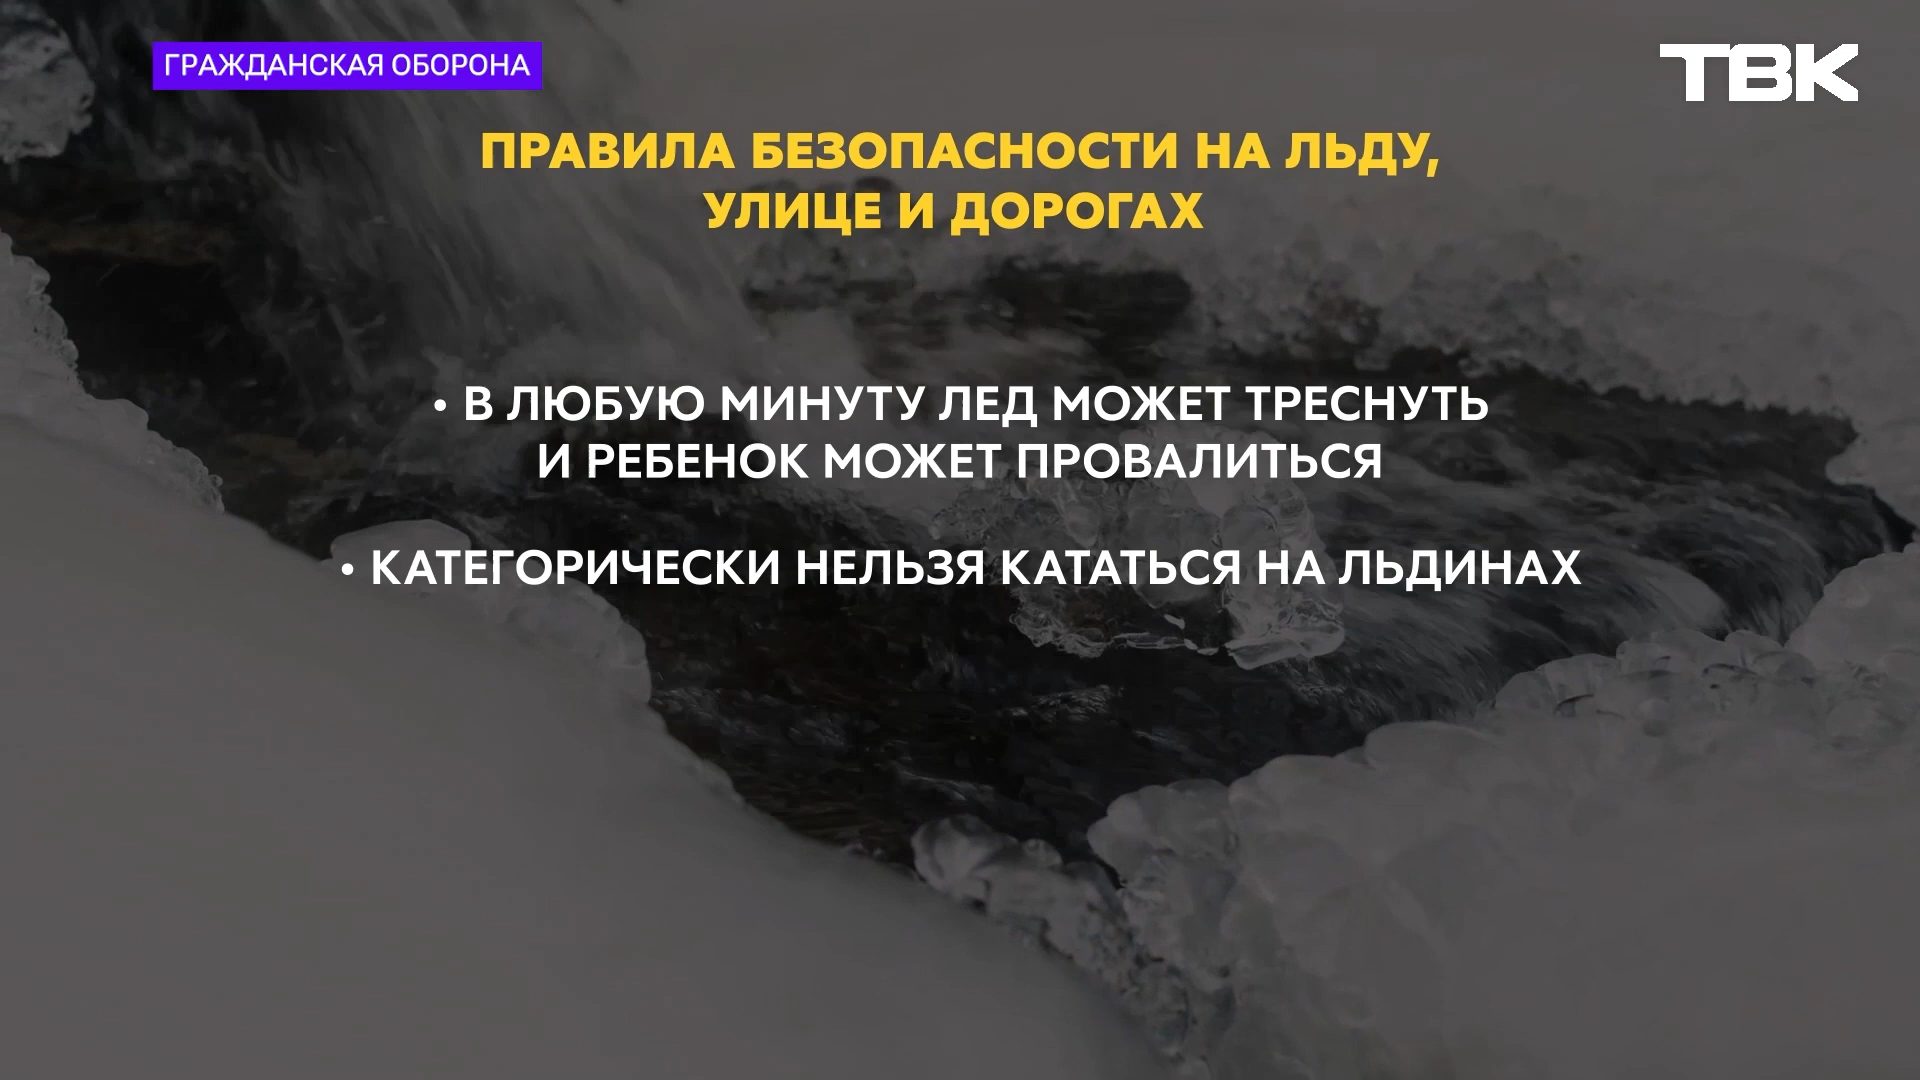 ГРАЖДАНСКАЯ ОБОРОНА
ТВК
ПРАВИЛА БЕЗОПАСНОСТИ НА ЛЬДУ,
УЛИЦЕ И ДОРОГАХ
• В ЛЮБУЮ МИНУТУ ЛЕД МОЖЕТ ТРЕСНУТЬ
И РЕБЕНОК МОЖЕТ ПРОВАЛИТЬСЯ
• КАТЕГОРИЧЕСКИ НЕЛЬЗЯ КАТАТЬСЯ НА ЛЬДИНАХ